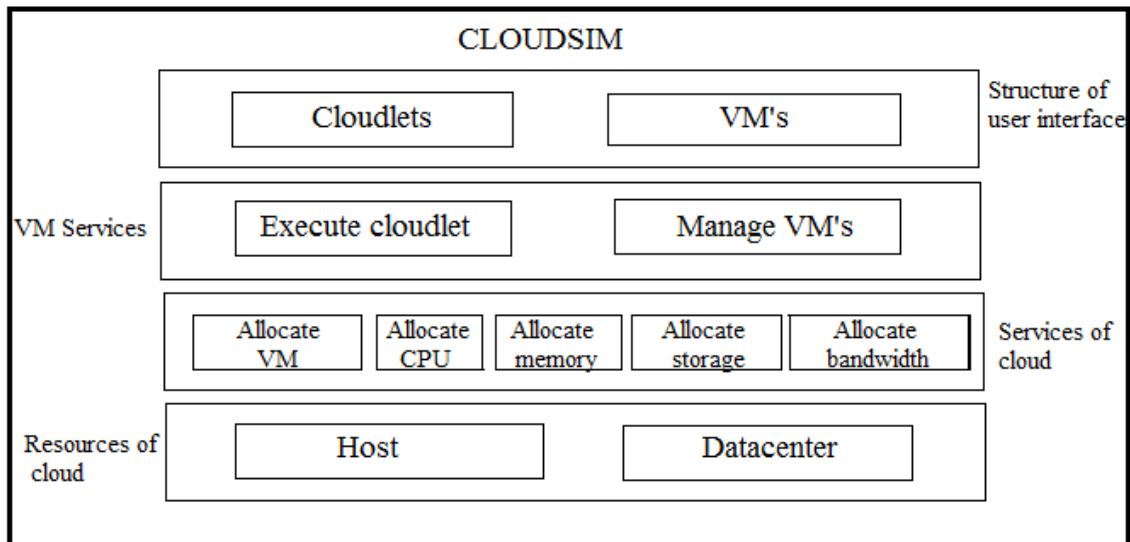 CLOUDSIM
Cloudlets
VM's
Structure of
user interface
VM Services
Execute cloudlet
Manage VM's
Allocate
VM
Allocate
CPU
Allocate
memory
Allocate
storage
Allocate
bandwidth
Services of
cloud
Resources of
cloud
Host
Datacenter